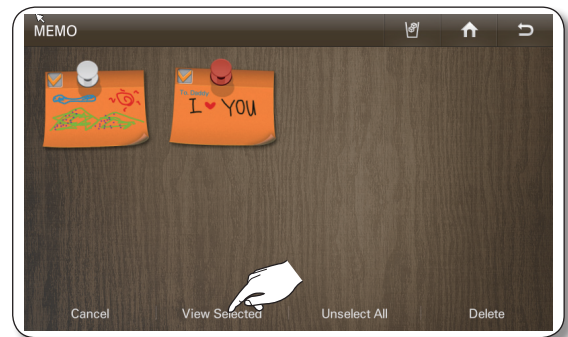 MEMO
To. Daddy
I YOU
Cancel
View Selected
Unselect All
Delete